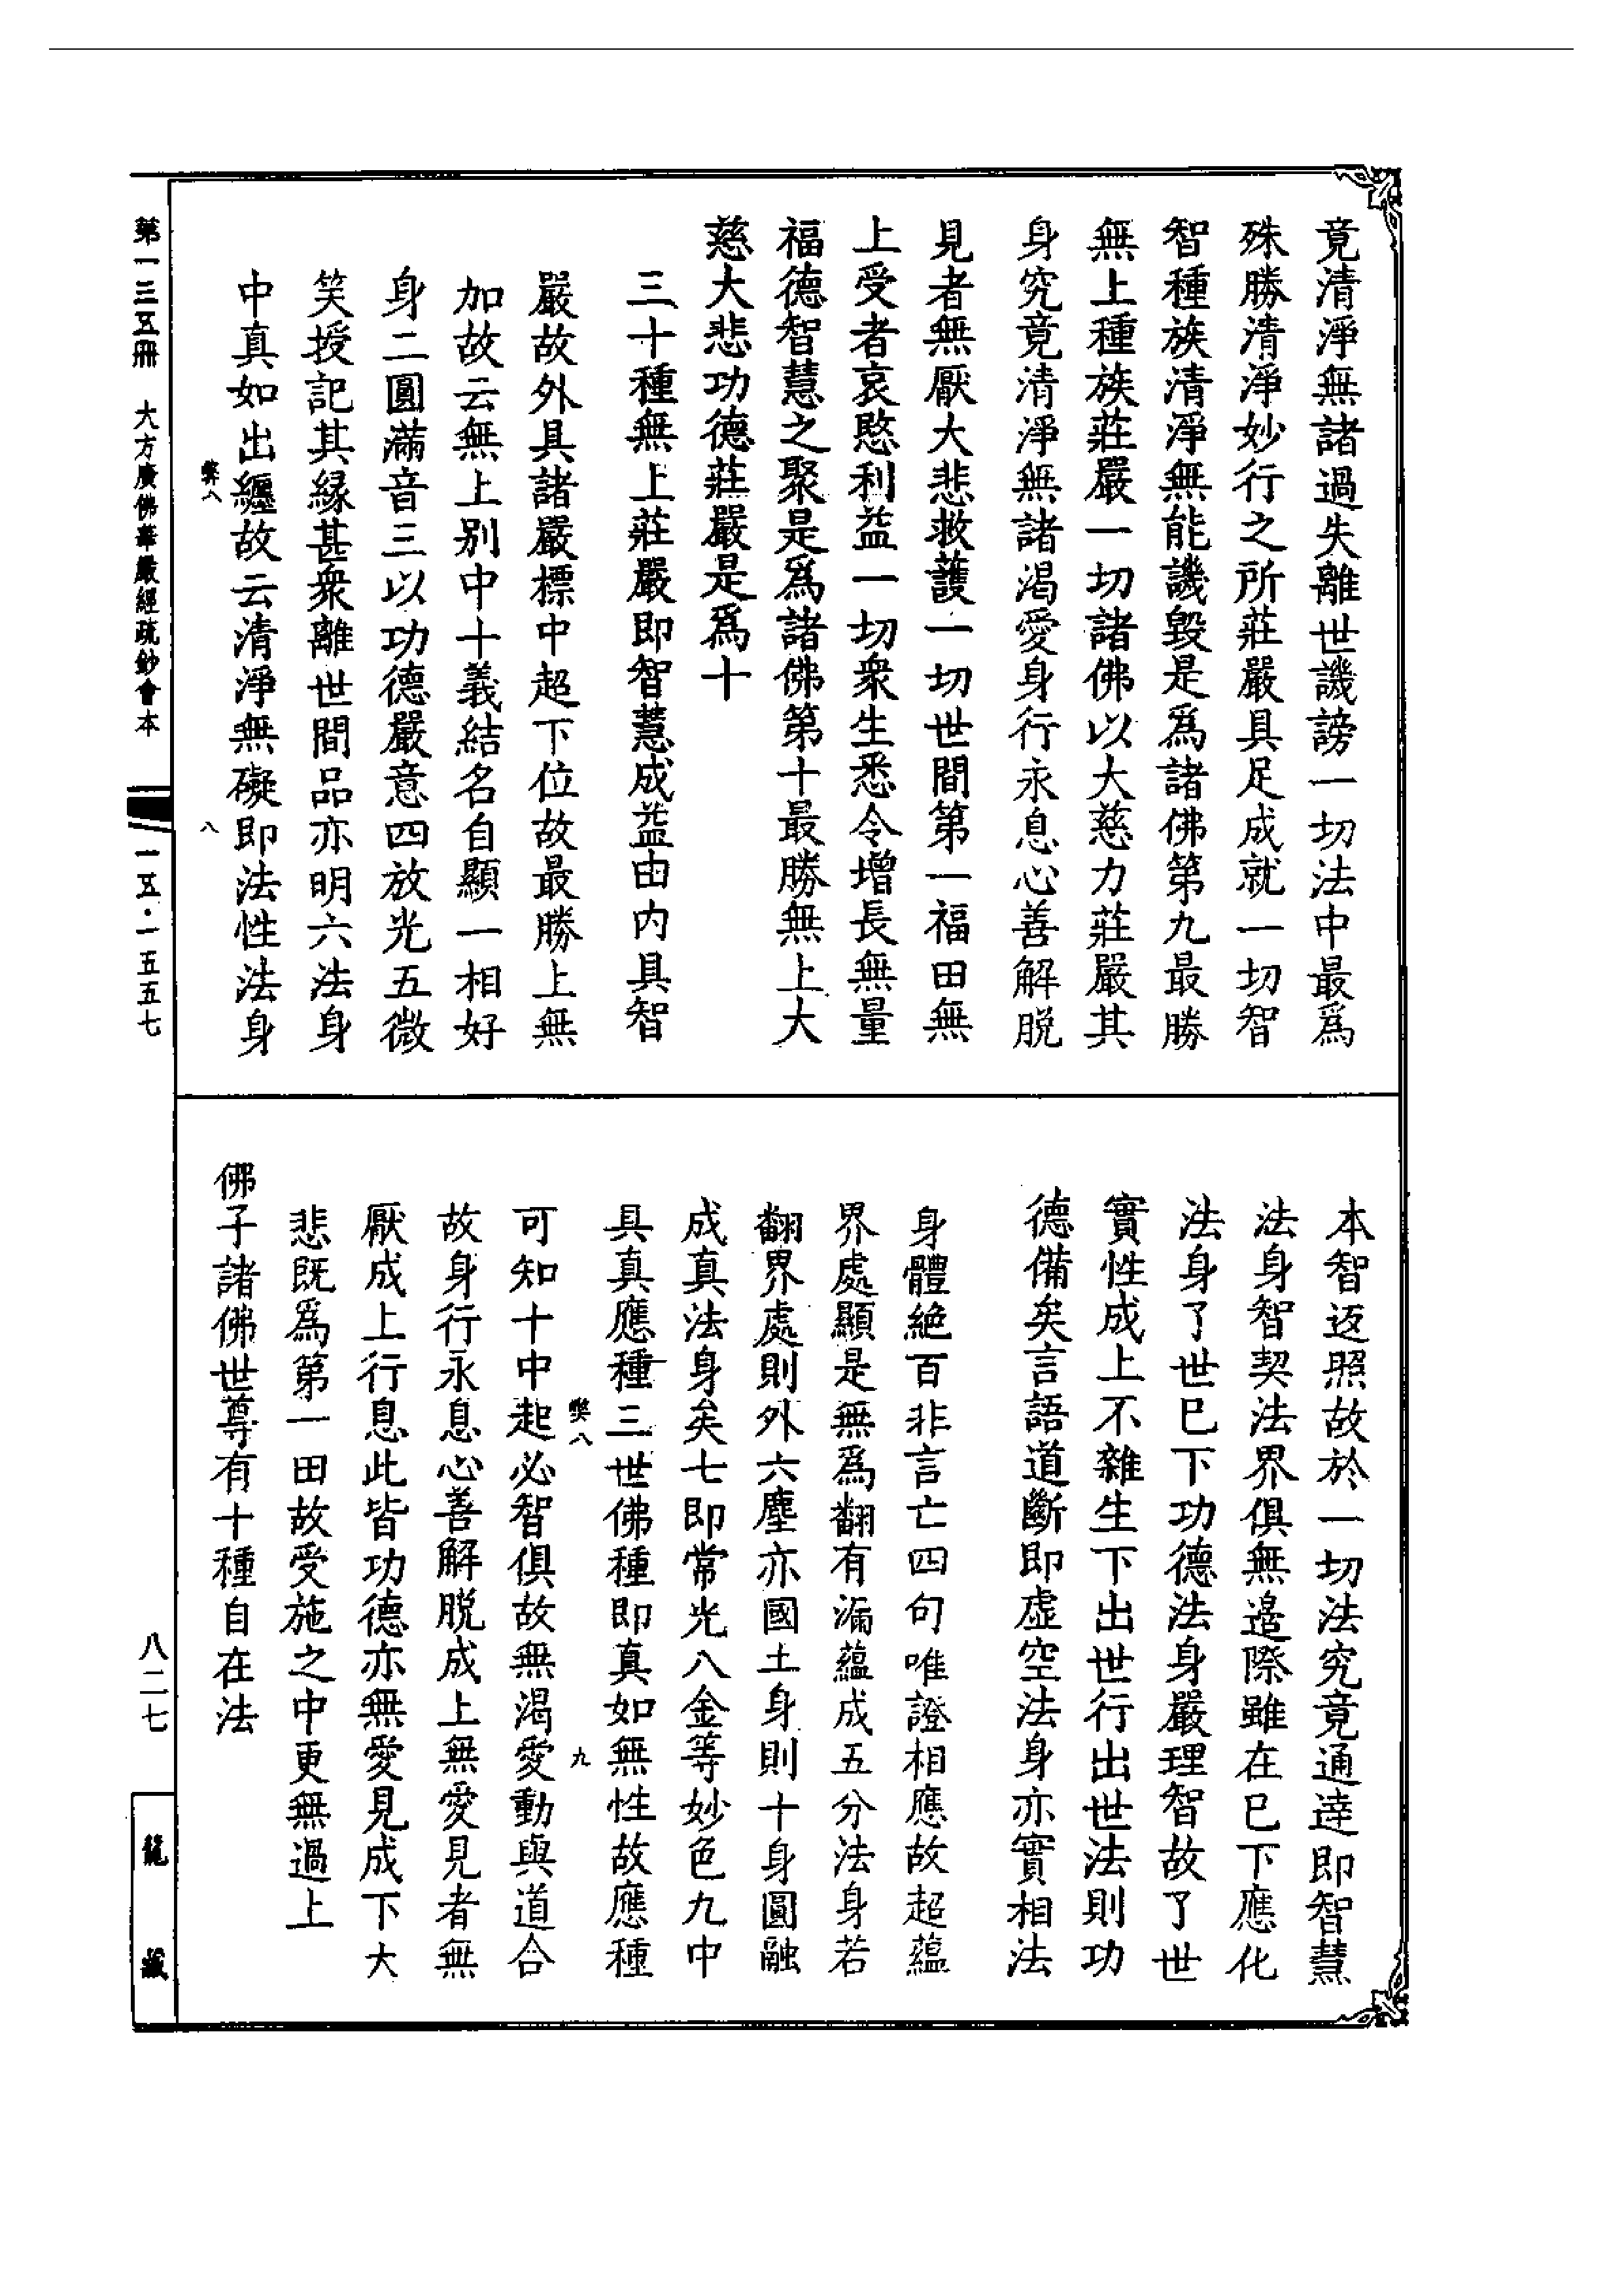 竟清淨無諸過失離世譏謗一切法中最爲
殊勝清淨妙行之所莊嚴具足成就一切智
智種族清淨無能譏毀是爲諸佛第九最勝
無上種族莊嚴一切諸佛以大慈力莊嚴其
身究竟清淨無諸渴愛身行永息心善解脱
見者無厭大悲救護一切世間第一福田無
上受者哀愍利益一切衆生悉令增長無量
福德智慧之聚是爲諸佛第十最勝無上大
慈大悲功德莊嚴是爲十
三十種無上莊嚴即智慧成益由内具智
嚴故外具諸嚴標中超下位故最勝上無
加故云無上别中十義結名自顯一相好
身二圓滿音三以功德嚴意四放光五微
笑授記其緣甚衆離世間品亦明六法身
中真如出纏故云清淨無礙即法性法身
弊八
八
本智返照故於一切法究竟通達即智慧
法身智契法界俱無邊際雖在巳下應化
法身了世巳下功德法身嚴理智故了世
實性成上不雜生下出世行出世法則功
德備矣言語道斷即虛空法身亦實相法
身體絶百非言亡四句唯證相應故超蘊
界處顯是無爲翻有漏蘊成五分法身若
翻界處則外六塵亦國土身則十身圓融
成真法身矣七即常光八金等妙色九中
具真應種三世佛種即真如無性故應種
弊八
九
可知十中起必智俱故無渴愛動與道合
故身行永息心善解脱成上無愛見者無
厭成上行息此皆功德亦無愛見成下大
悲既爲第一田故受施之中更無過上
佛子諸佛世尊有十種自在法
第一三五冊　大方廣佛華嚴經疏鈔會本
一五·一五五七
八二七
龍藏